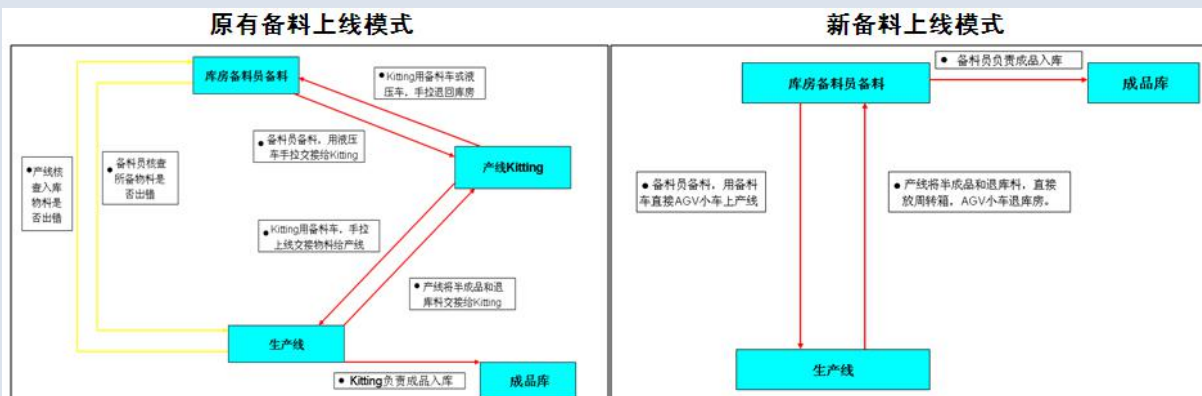 原有备料上线模式
库房备料员备料
● Kitting用备料车或液
压车、手拉退回库房
● 备料员备料，用液压
车手拉交接给Kitting
产线Kitting
● 产线核
查入库
物料是
否出错
● 备料员核查
所备物料是
否出错
● Kitting用备料车、手拉
上线交接物料给产线
● 产线将半成品和退
库料交接给Kitting
生产线
● Kitting负责成品入库
成品库
新备料上线模式
● 备料员负责成品入库
库房备料员备料
成品库
● 备料员备料，用备料
车直接AGV小车上产线
● 产线将半成品和退库料，直接
放周转箱，AGV小车退库房。
生产线